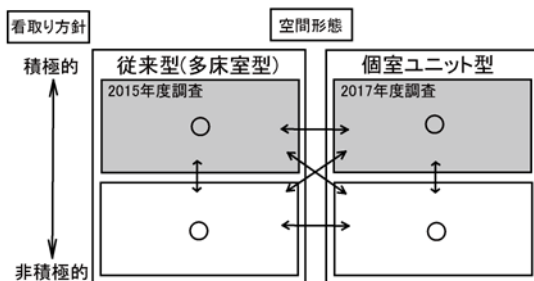 看取り方針
空間形態
積極的
従来型(多床室型)
個室ユニット型
2015年度調査
2017年度調査
非積極的